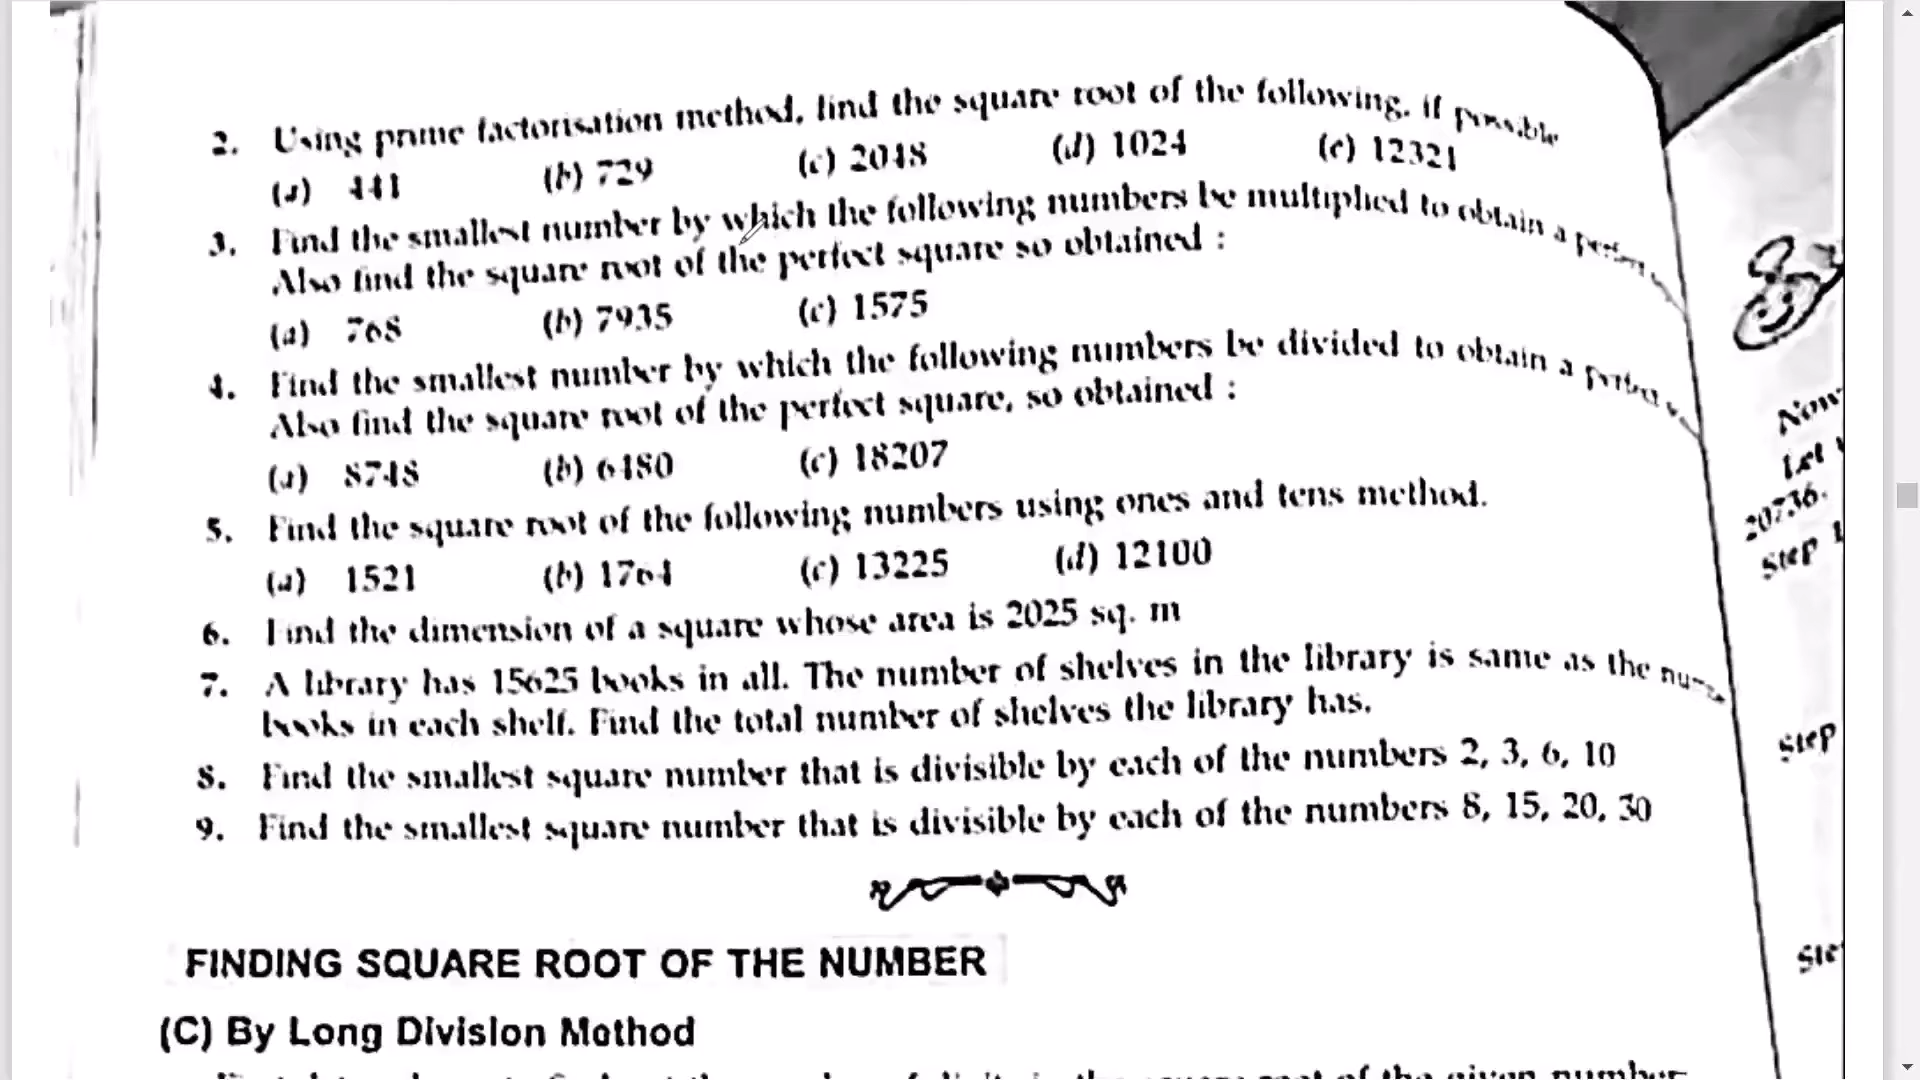 2. Using prime factorisation method, find the square root of the following, if possible
(a) 441 (b) 729 (c) 2048 (d) 1024 (e) 12321
3. Find the smallest number by which the following numbers be multiplied to obtain a perfect
Also find the square root of the perfect square so obtained :
(a) 768 (b) 7935 (c) 1575
4. Find the smallest number by which the following numbers be divided to obtain a perfect
Also find the square root of the perfect square, so obtained :
(a) 8748 (b) 6480 (c) 18207
5. Find the square root of the following numbers using ones and tens method.
(a) 1521 (b) 1764 (c) 13225 (d) 12100
6. Find the dimension of a square whose area is 2025 sq. m
7. A library has 15625 books in all. The number of shelves in the library is same as the
books in each shelf. Find the total number of shelves the library has.
8. Find the smallest square number that is divisible by each of the numbers 2, 3, 6, 10
9. Find the smallest square number that is divisible by each of the numbers 8, 15, 20, 30
FINDING SQUARE ROOT OF THE NUMBER
(C) By Long Division Method
Now
Let
20736.
Step 1
Step